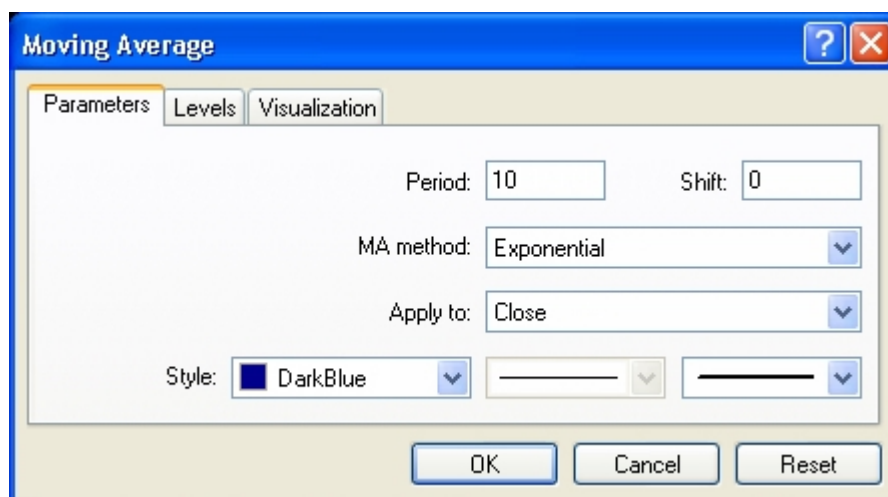 Moving Average
?
Parameters Levels Visualization
Period: 10 Shift: 0
MA method: Exponential
Apply to: Close
Style: DarkBlue
OK Cancel Reset